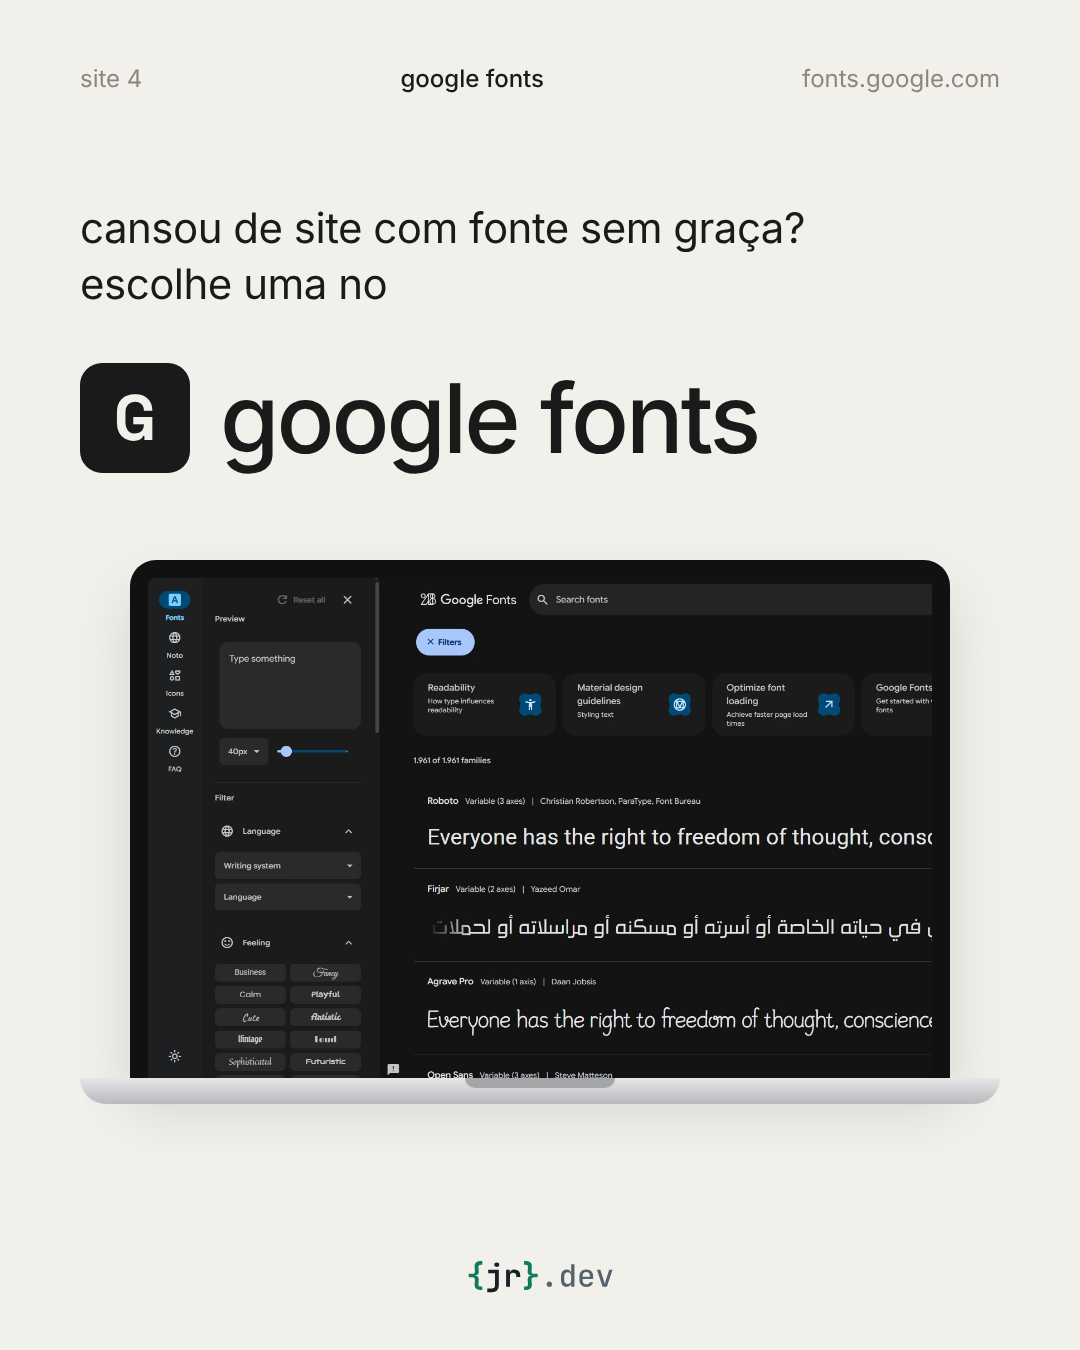 site 4
google fonts
fonts.google.com
cansou de site com fonte sem graça?
escolhe uma no
G
google fonts
A
Fonts
Noto
Icons
Knowledge
FAQ
Reset all
Preview
Type something
40px
Filter
Language
Writing system
Language
Feeling
Business
Fancy
Calm
Playful
Cute
Artistic
Vintage
Loud
Sophisticated
Futuristic
Google Fonts
Search fonts
Filters
Readability
How type influences
readability
Material design
guidelines
Styling text
Optimize font
loading
Achieve faster page load
times
Google Fonts
Get started with
fonts
1.961 of 1.961 families
Roboto Variable (3 axes) | Christian Robertson, ParaType, Font Bureau
Everyone has the right to freedom of thought, consc
Firjar Variable (2 axes) | Yazeed Omar
في حياته الخاصة أو أسرته أو مسكنه أو مراسلاته أو لحملات
Agrave Pro Variable (1 axis) | Daan Jobsis
Everyone has the right to freedom of thought, conscience
Open Sans Variable (3 axes) | Steve Matteson
{jr}.dev